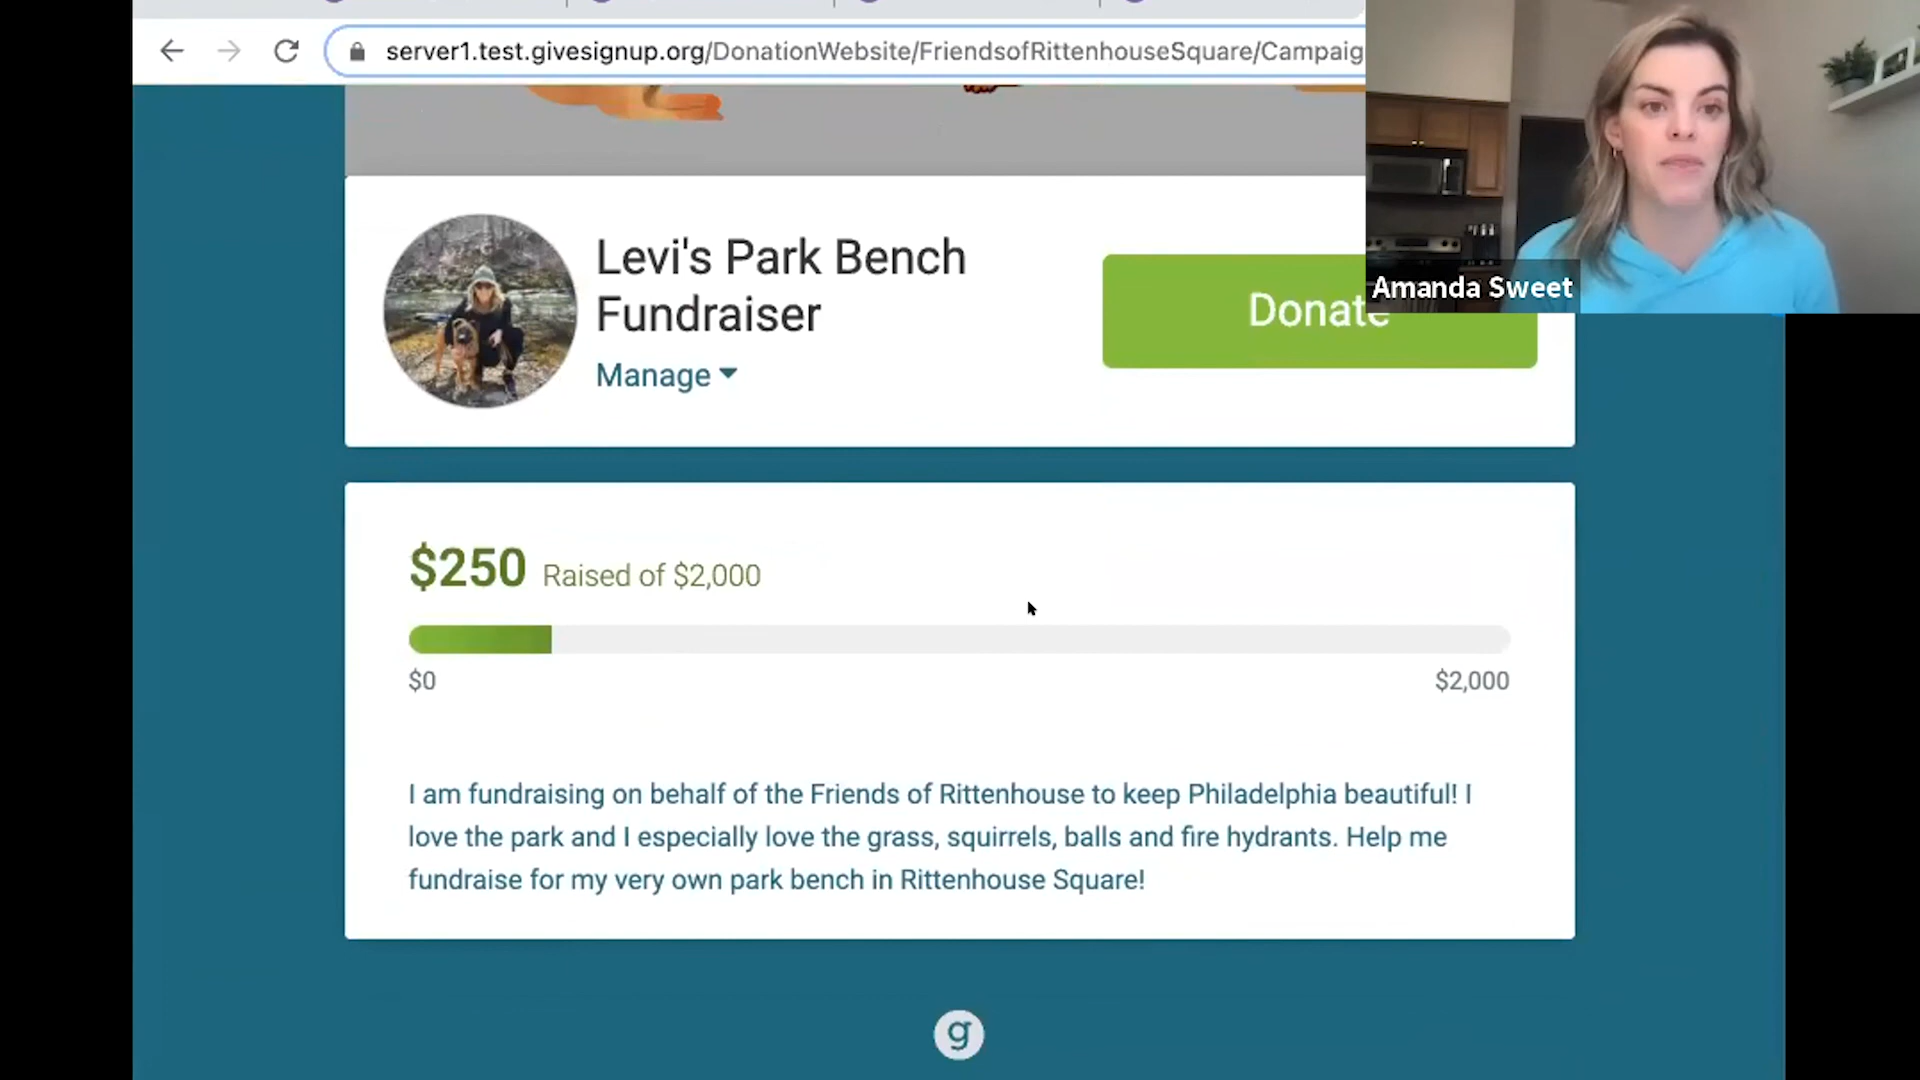 server1.test.givesignup.org/DonationWebsite/FriendsofRittenhouseSquare/Campaig
Amanda Sweet
Levi's Park Bench
Fundraiser
Manage
Donate
$250 Raised of $2,000
$0
$2,000
I am fundraising on behalf of the Friends of Rittenhouse to keep Philadelphia beautiful! I
love the park and I especially love the grass, squirrels, balls and fire hydrants. Help me
fundraise for my very own park bench in Rittenhouse Square!
g